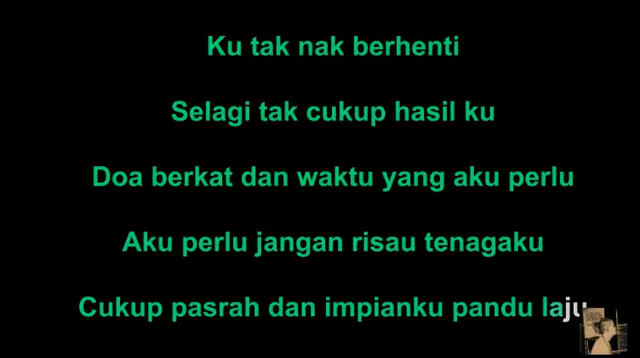 Ku tak nak berhenti
Selagi tak cukup hasil ku
Doa berkat dan waktu yang aku perlu
Aku perlu jangan risau tenagaku
Cukup pasrah dan impianku pandu laju